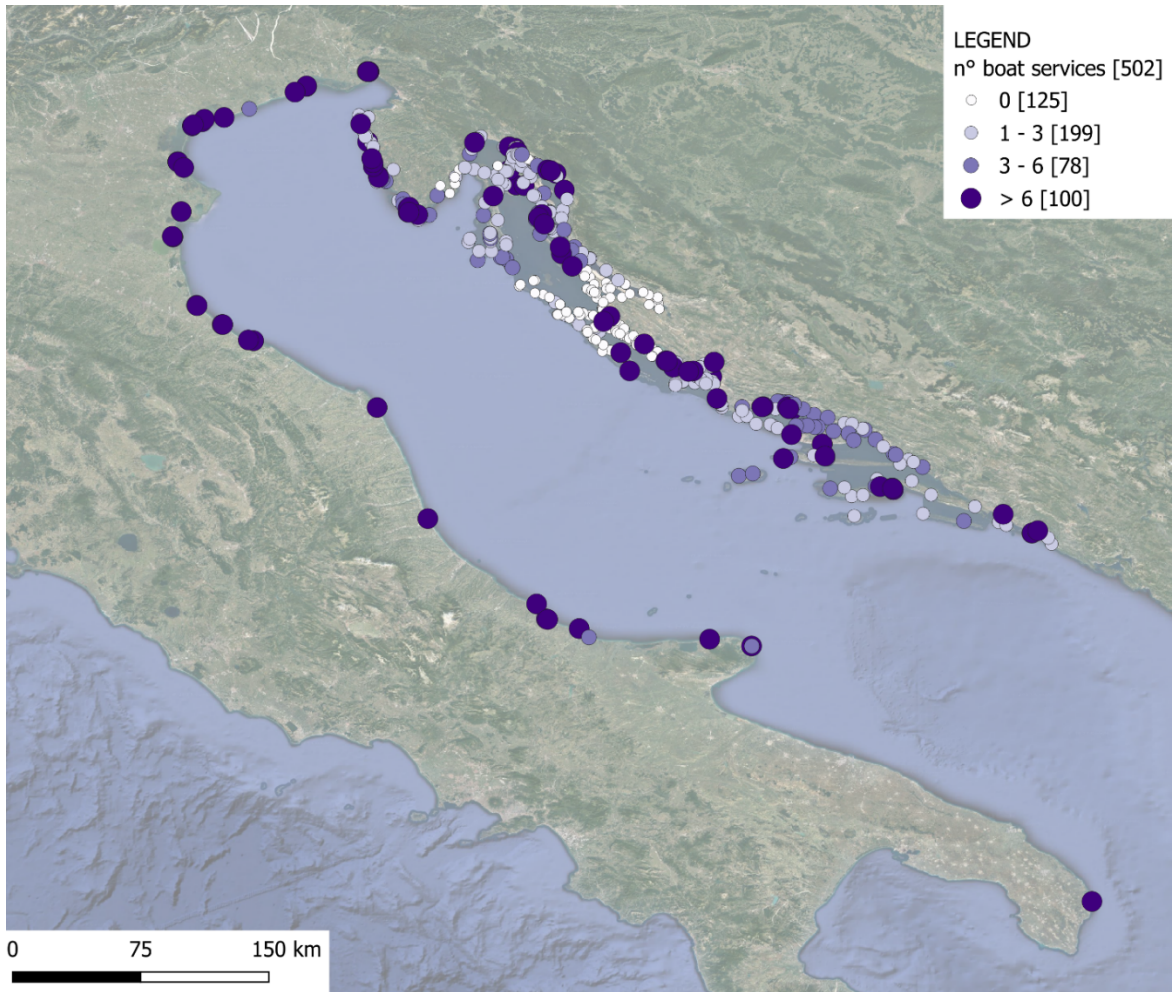 LEGEND
n° boat services [502]
0 [125]
1 - 3 [199]
3 - 6 [78]
> 6 [100]
0 75 150 km